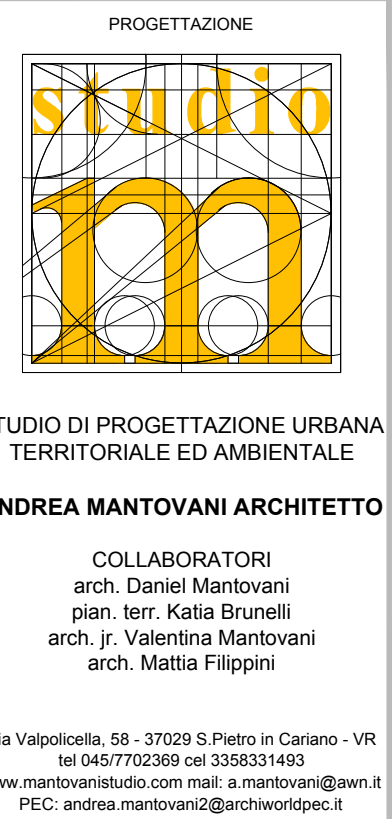 PROGETTAZIONE
studio
m
TUDIO DI PROGETTAZIONE URBANA
TERRITORIALE ED AMBIENTALE
NDREA MANTOVANI ARCHITETTO
COLLABORATORI
arch. Daniel Mantovani
pian. terr. Katia Brunelli
arch. jr. Valentina Mantovani
arch. Mattia Filippini
ia Valpolicella, 58 - 37029 S.Pietro in Cariano - VR
tel 045/7702369 cel 3358331493
ww.mantovanistudio.com mail: a.mantovani@awn.it
PEC: andrea.mantovani2@archiworldpec.it